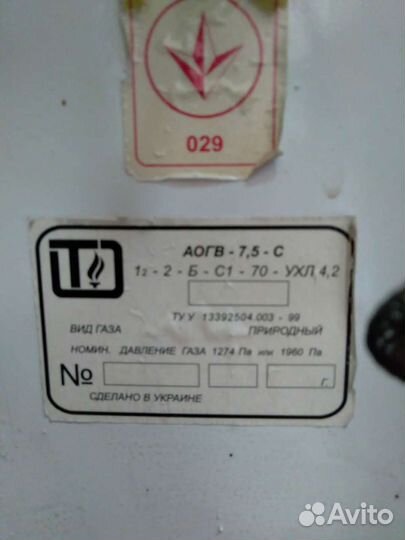 029
АОГВ - 7,5 - С
12 - 2 - Б - С1 - 70 - УХЛ 4,2
ТУ У 13392504.003 - 99
ВИД ГАЗА ПРИРОДНЫЙ
НОМИН. ДАВЛЕНИЕ ГАЗА 1274 Па или 1960 Па
№ г.
СДЕЛАНО В УКРАИНЕ
Avito